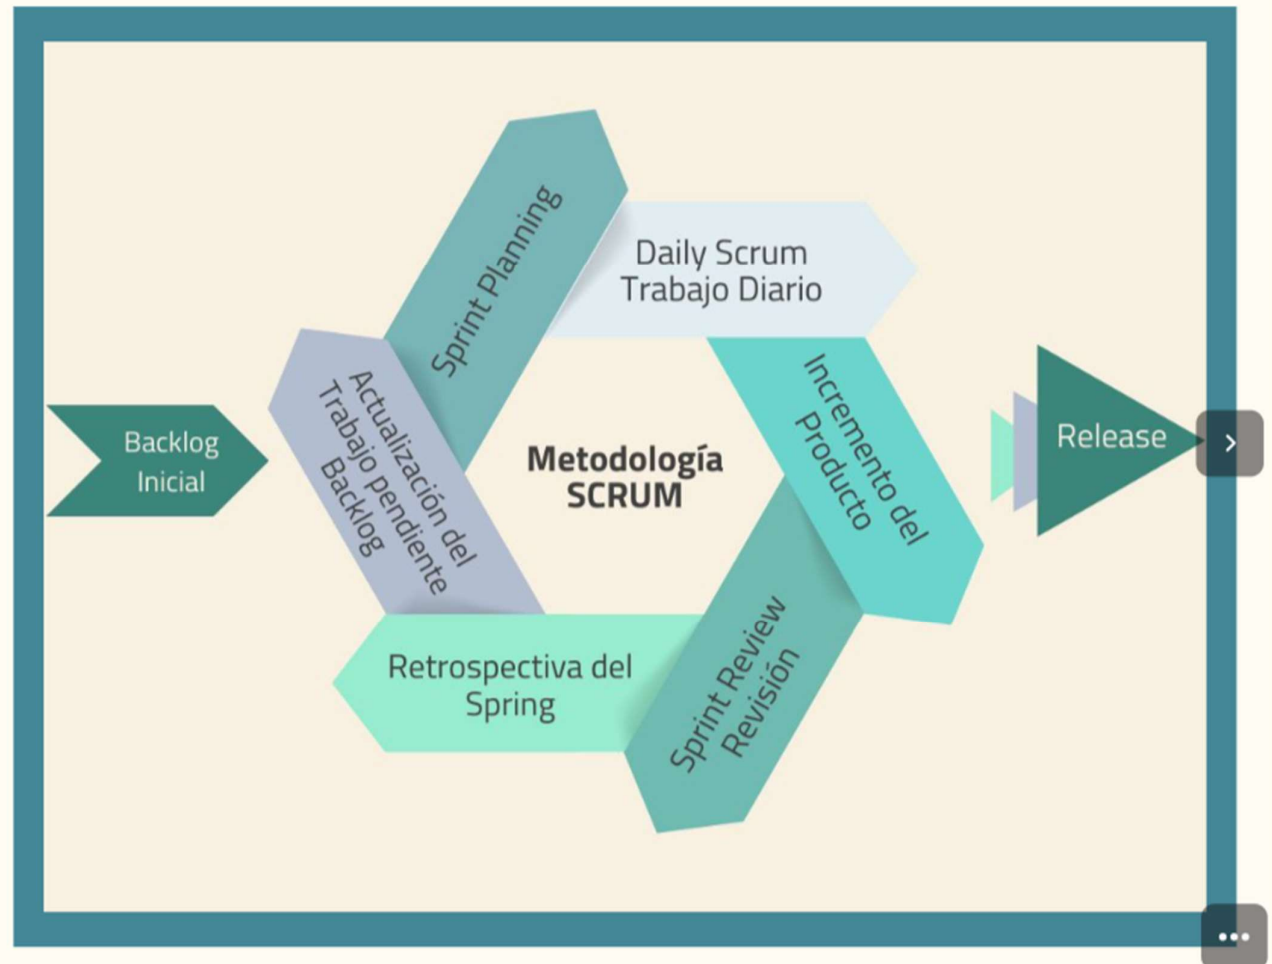 Backlog
Inicial
Sprint Planning
Daily Scrum
Trabajo Diario
Incremento del
Producto
Sprint Review
Revisión
Retrospectiva del
Spring
Actualización del
Trabajo pendiente
Backlog
Metodología
SCRUM
Release